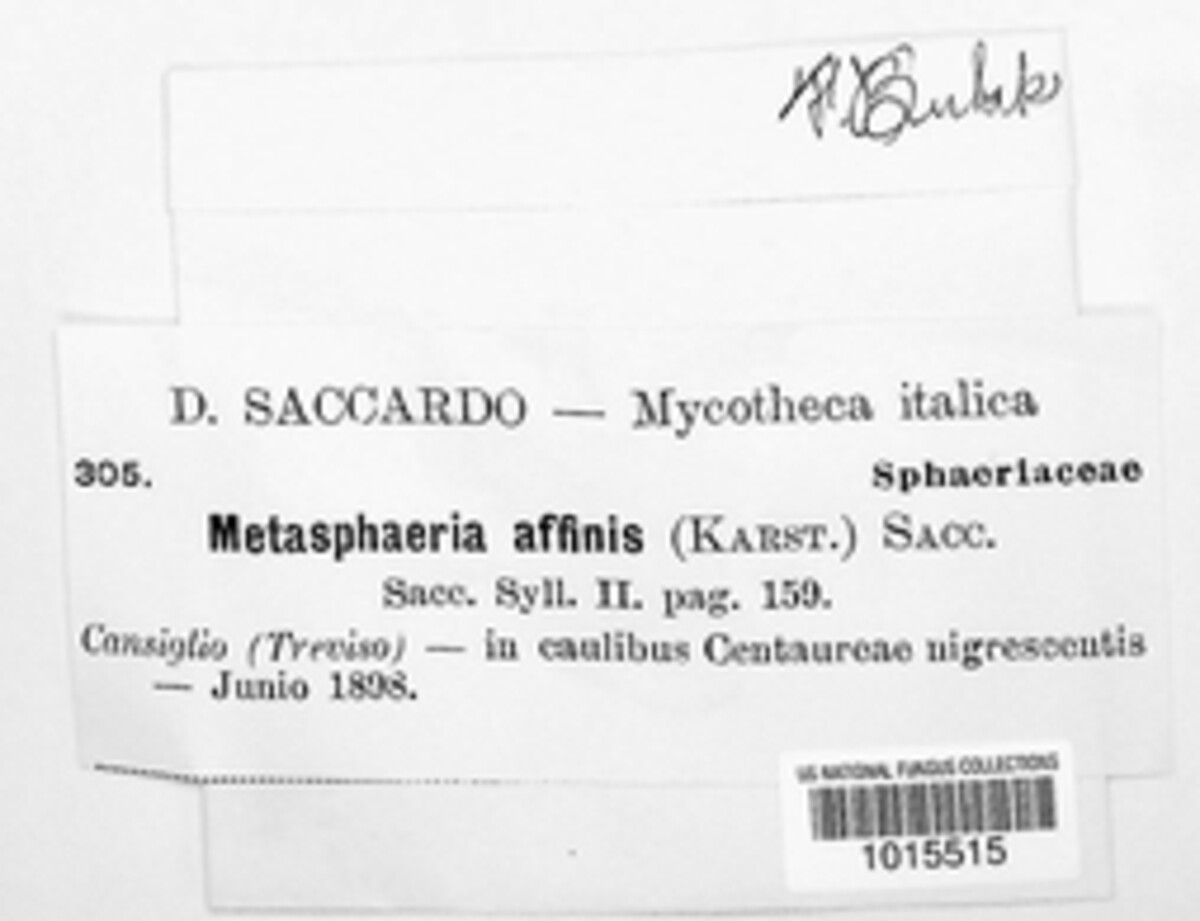 D. SACCARDO — Mycotheca italica
305. Sphaeriaceae
Metasphaeria affinis (KARST.) SACC.
Sacc. Syll. II. pag. 159.
Cansiglio (Treviso) — in caulibus Centaureae nigrescentis
— Junio 1898.
US NATIONAL FUNGUS COLLECTIONS
1015515